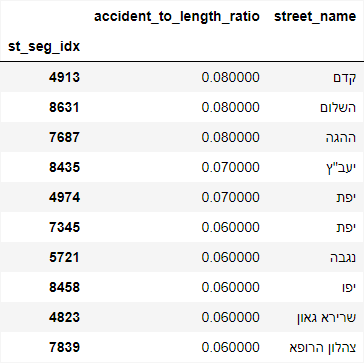 accident_to_length_ratio street_name
st_seg_idx
4913 0.080000 קדם
8631 0.080000 השלום
7687 0.080000 ההגה
8435 0.070000 יעב"ץ
4974 0.070000 יפת
7345 0.060000 יפת
5721 0.060000 נגבה
8458 0.060000 יפו
4823 0.060000 שרירא גאון
7839 0.060000 צהלון הרופא